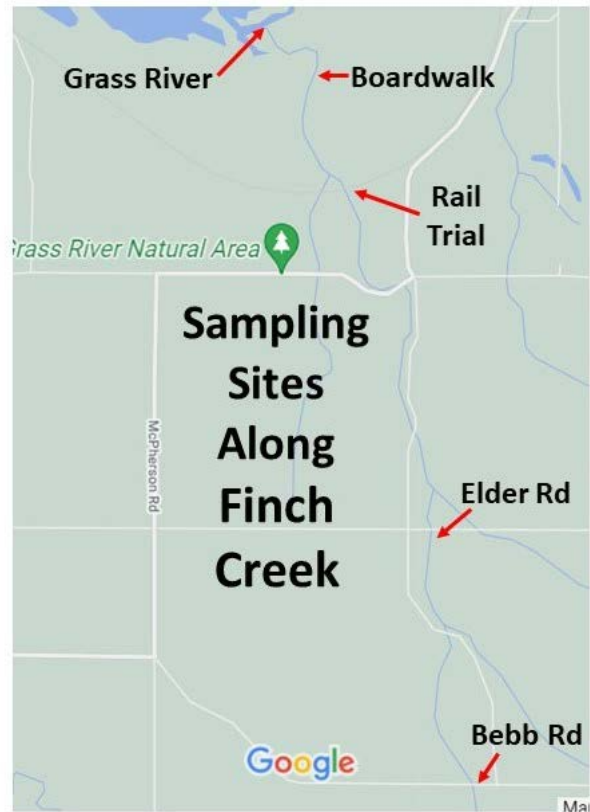 Grass River
Boardwalk
Rail
Trial
Grass River Natural Area
Sampling
Sites
Along
Finch
Creek
McPherson Rd
Elder Rd
Bebb Rd
Google